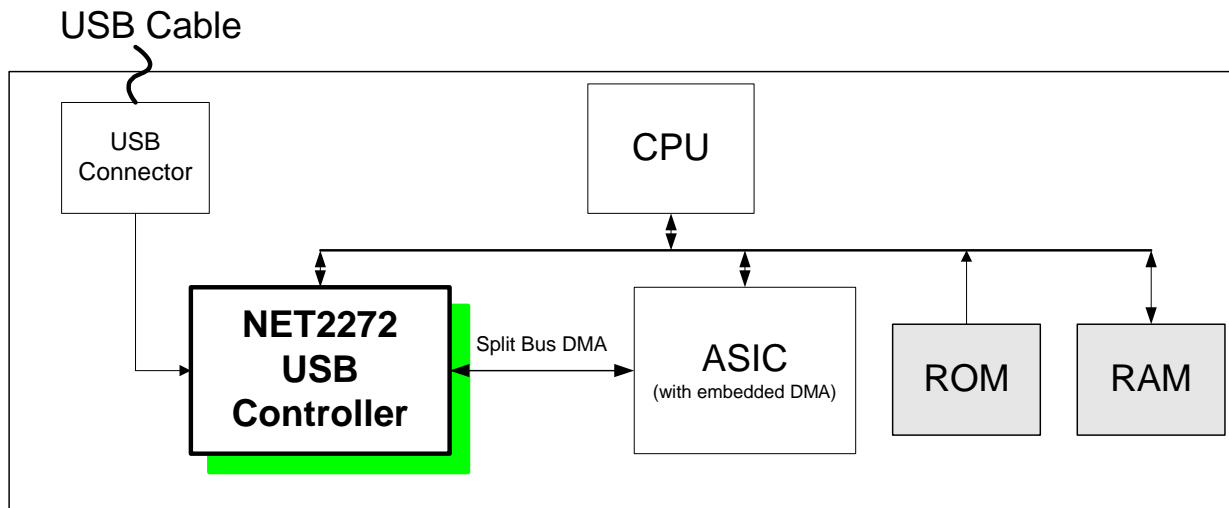 USB Cable
USB
Connector
CPU
NET2272
USB
Controller
Split Bus DMA
ASIC
(with embedded DMA)
ROM
RAM